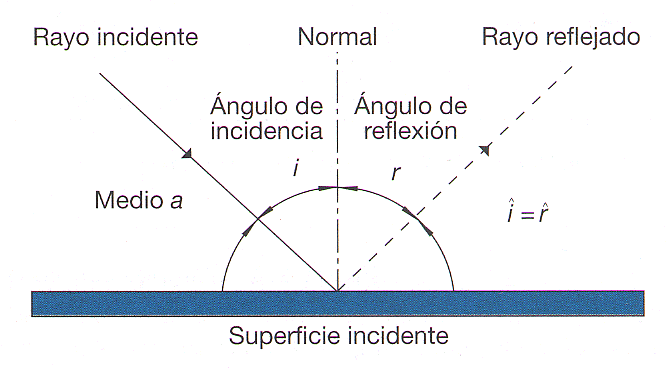 Rayo incidente
Normal
Rayo reflejado
Ángulo de
incidencia
Ángulo de
reflexión
i
r
Medio a
î = r̂
Superficie incidente